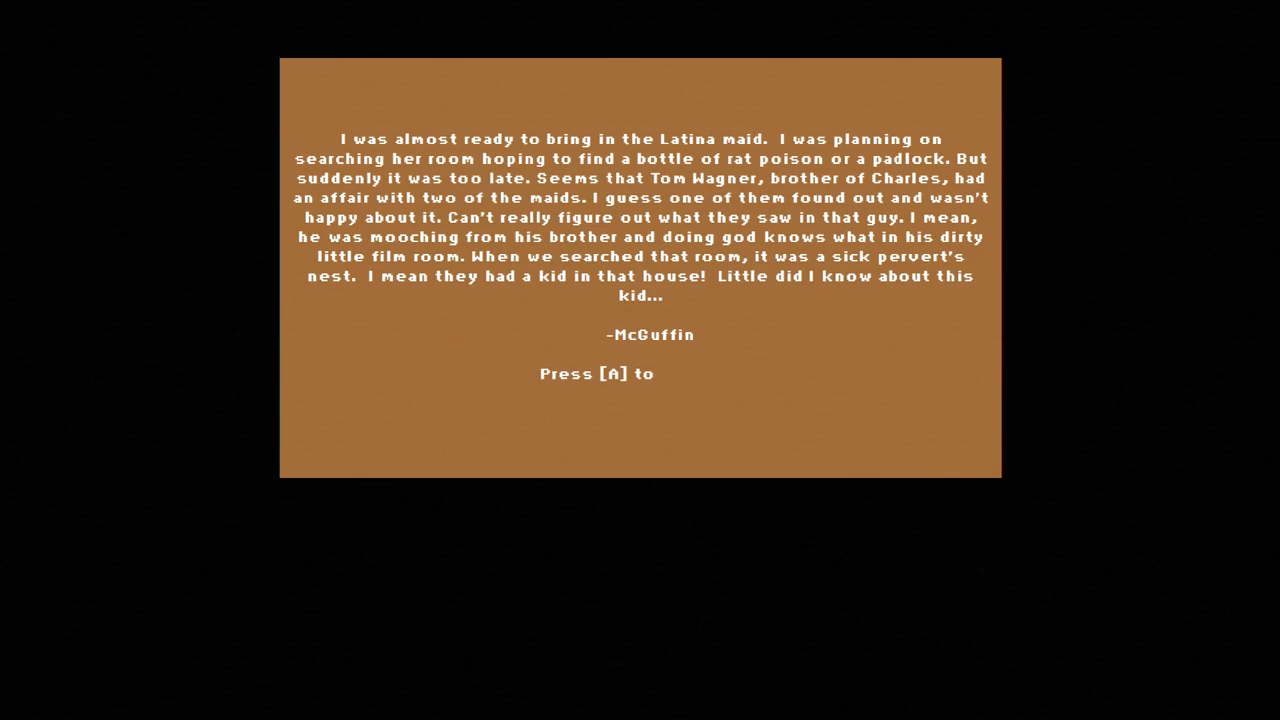 I was almost ready to bring in the Latina maid.  I was planning on
searching her room hoping to find a bottle of rat poison or a padlock. But
suddenly it was too late. Seems that Tom Wagner, brother of Charles, had
an affair with two of the maids. I guess one of them found out and wasn't
happy about it. Can't really figure out what they saw in that guy. I mean,
he was mooching from his brother and doing god knows what in his dirty
little film room. When we searched that room, it was a sick pervert's
nest.  I mean they had a kid in that house!  Little did I know about this
kid...
-McGuffin
Press [A] to